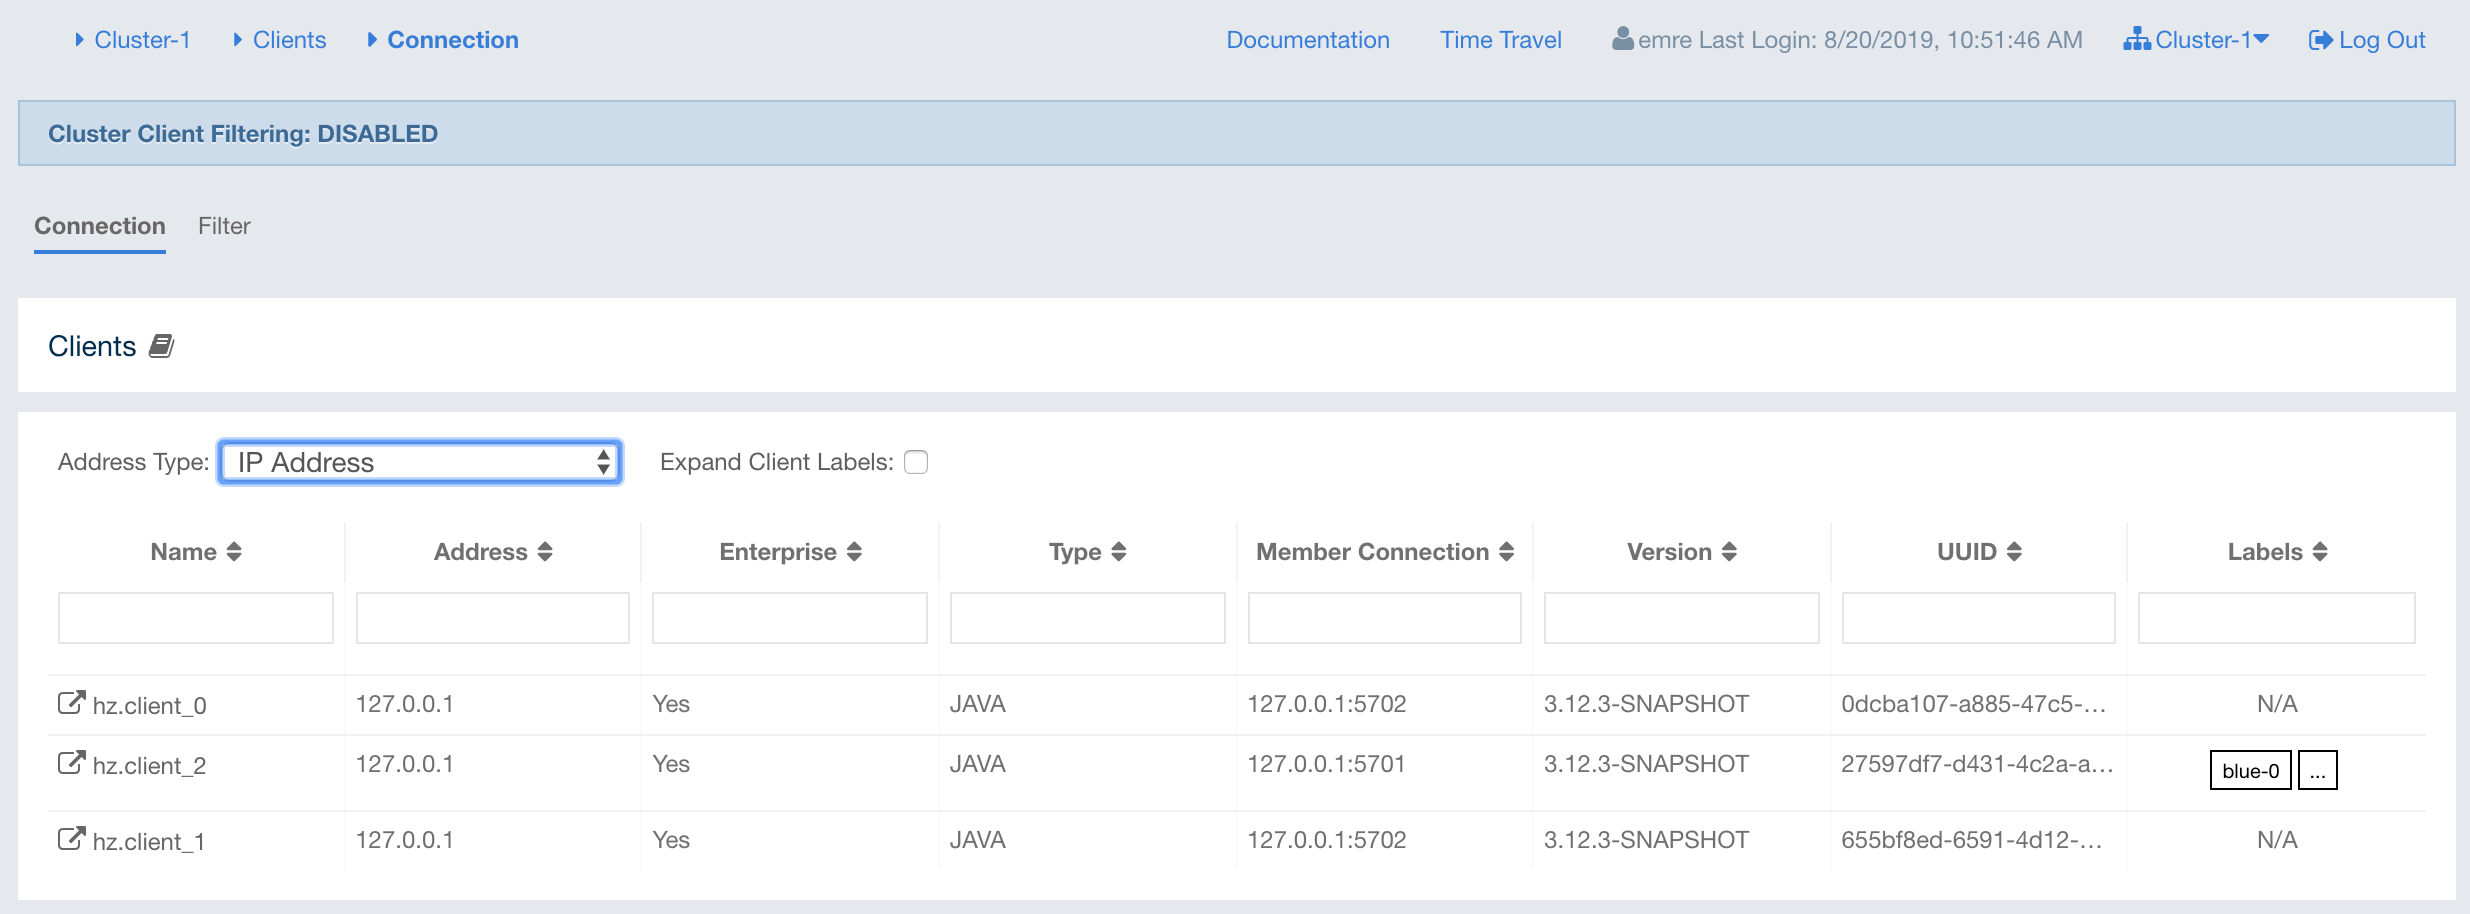 Cluster-1 Clients Connection Documentation Time Travel emre Last Login: 8/20/2019, 10:51:46 AM Cluster-1 Log Out
Cluster Client Filtering: DISABLED
Connection Filter
Clients
Address Type: IP Address Expand Client Labels:
Name Address Enterprise Type Member Connection Version UUID Labels
hz.client_0 127.0.0.1 Yes JAVA 127.0.0.1:5702 3.12.3-SNAPSHOT 0dcba107-a885-47c5-... N/A
hz.client_2 127.0.0.1 Yes JAVA 127.0.0.1:5701 3.12.3-SNAPSHOT 27597df7-d431-4c2a-a... blue-0 ...
hz.client_1 127.0.0.1 Yes JAVA 127.0.0.1:5702 3.12.3-SNAPSHOT 655bf8ed-6591-4d12-... N/A